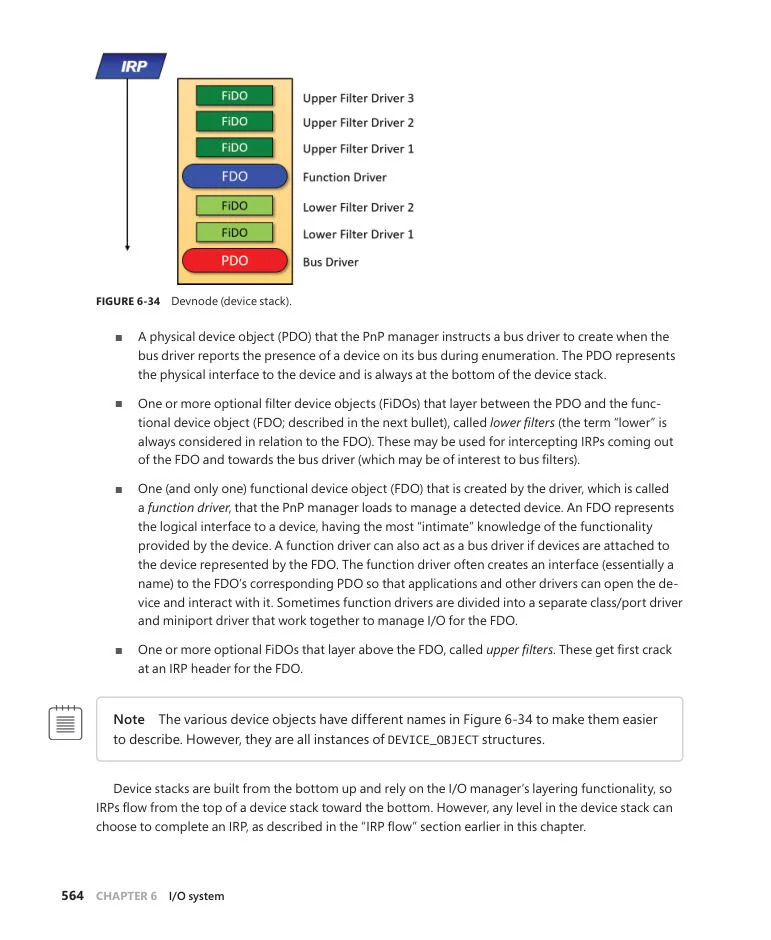 IRP
FiDO Upper Filter Driver 3
FiDO Upper Filter Driver 2
FiDO Upper Filter Driver 1
FDO Function Driver
FiDO Lower Filter Driver 2
FiDO Lower Filter Driver 1
PDO Bus Driver
FIGURE 6-34 Devnode (device stack).
■ A physical device object (PDO) that the PnP manager instructs a bus driver to create when the
bus driver reports the presence of a device on its bus during enumeration. The PDO represents
the physical interface to the device and is always at the bottom of the device stack.
■ One or more optional filter device objects (FiDOs) that layer between the PDO and the func-
tional device object (FDO; described in the next bullet), called lower filters (the term “lower” is
always considered in relation to the FDO). These may be used for intercepting IRPs coming out
of the FDO and towards the bus driver (which may be of interest to bus filters).
■ One (and only one) functional device object (FDO) that is created by the driver, which is called
a function driver, that the PnP manager loads to manage a detected device. An FDO represents
the logical interface to a device, having the most “intimate” knowledge of the functionality
provided by the device. A function driver can also act as a bus driver if devices are attached to
the device represented by the FDO. The function driver often creates an interface (essentially a
name) to the FDO’s corresponding PDO so that applications and other drivers can open the de-
vice and interact with it. Sometimes function drivers are divided into a separate class/port driver
and miniport driver that work together to manage I/O for the FDO.
■ One or more optional FiDOs that layer above the FDO, called upper filters. These get first crack
at an IRP header for the FDO.
Note The various device objects have different names in Figure 6-34 to make them easier
to describe. However, they are all instances of DEVICE_OBJECT structures.
Device stacks are built from the bottom up and rely on the I/O manager’s layering functionality, so
IRPs flow from the top of a device stack toward the bottom. However, any level in the device stack can
choose to complete an IRP, as described in the “IRP flow” section earlier in this chapter.
564 CHAPTER 6 I/O system